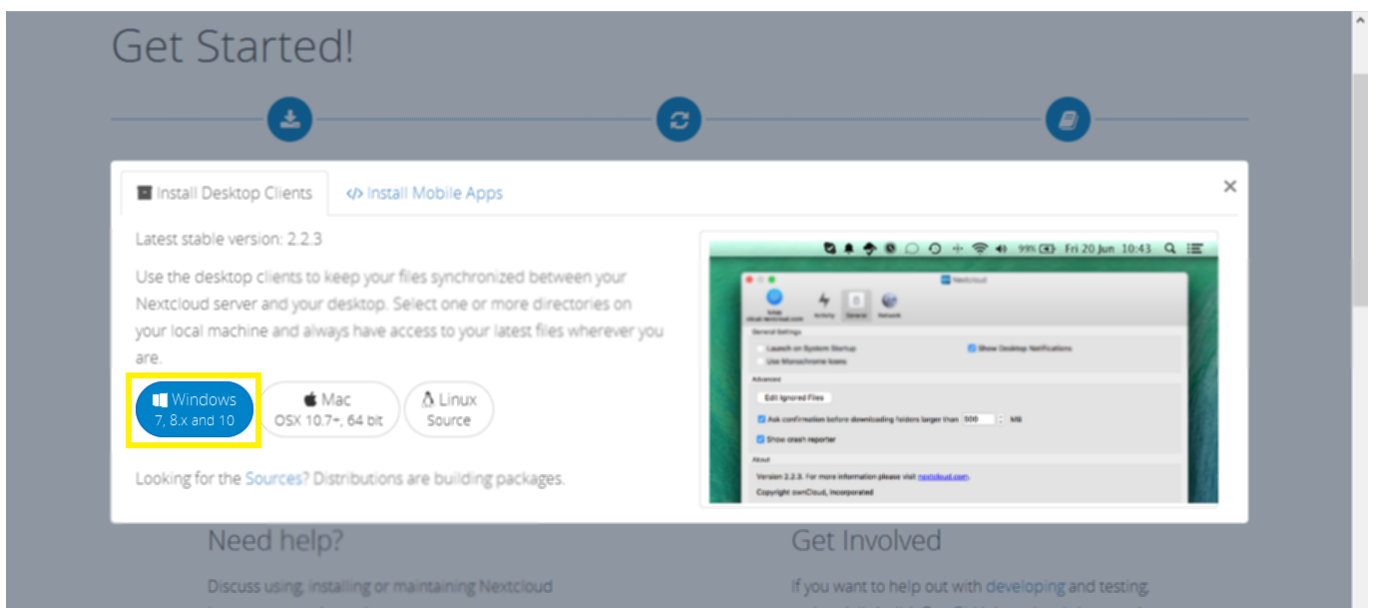 Get Started!
Install Desktop Clients
</> Install Mobile Apps
×
Latest stable version: 2.2.3
Use the desktop clients to keep your files synchronized between your
Nextcloud server and your desktop. Select one or more directories on
your local machine and always have access to your latest files wherever you
are.
Windows
7, 8.x and 10
Mac
OSX 10.7+, 64 bit
Linux
Source
Looking for the Sources? Distributions are building packages.
99% Fri 20 Jun 10:43
Nextcloud
Activity
General
Network
General Settings
Launch on System Startup
Show Desktop Notifications
Use Monochrome Icons
Advanced
Edit Ignored Files
Ask confirmation before downloading folders larger than 500 MB
Show crash reporter
About
Version 2.2.3. For more information please visit nextcloud.com.
Copyright ownCloud, Incorporated
Need help?
Discuss using, installing or maintaining Nextcloud
Get Involved
If you want to help out with developing and testing,